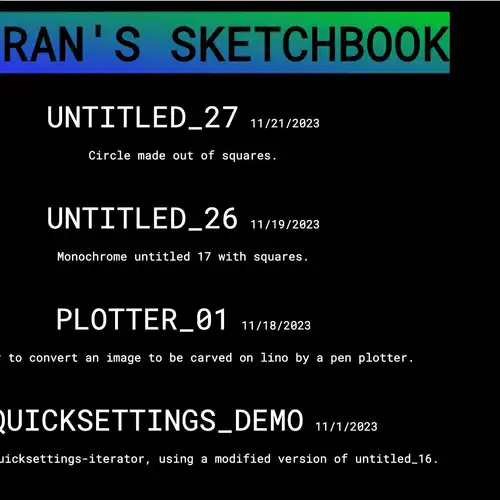 RAN'S SKETCHBOOK
UNTITLED_27 11/21/2023
Circle made out of squares.
UNTITLED_26 11/19/2023
Monochrome untitled 17 with squares.
PLOTTER_01 11/18/2023
to convert an image to be carved on lino by a pen plotter.
QUICKSETTINGS_DEMO 11/1/2023
uicksettings-iterator, using a modified version of untitled_16.